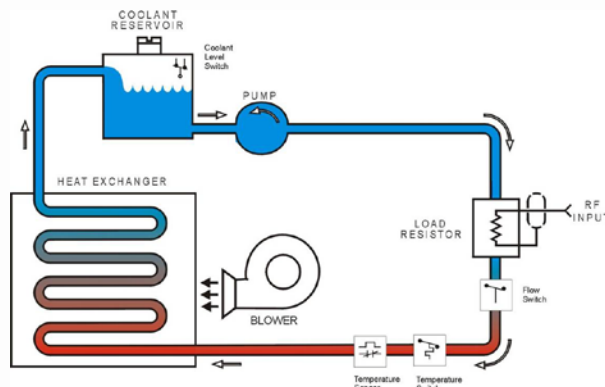 COOLANT
RESERVOIR
Coolant
Level
Switch
PUMP
HEAT EXCHANGER
LOAD
RESISTOR
RF
INPUT
Flow
Switch
BLOWER
Temperature
Temperature